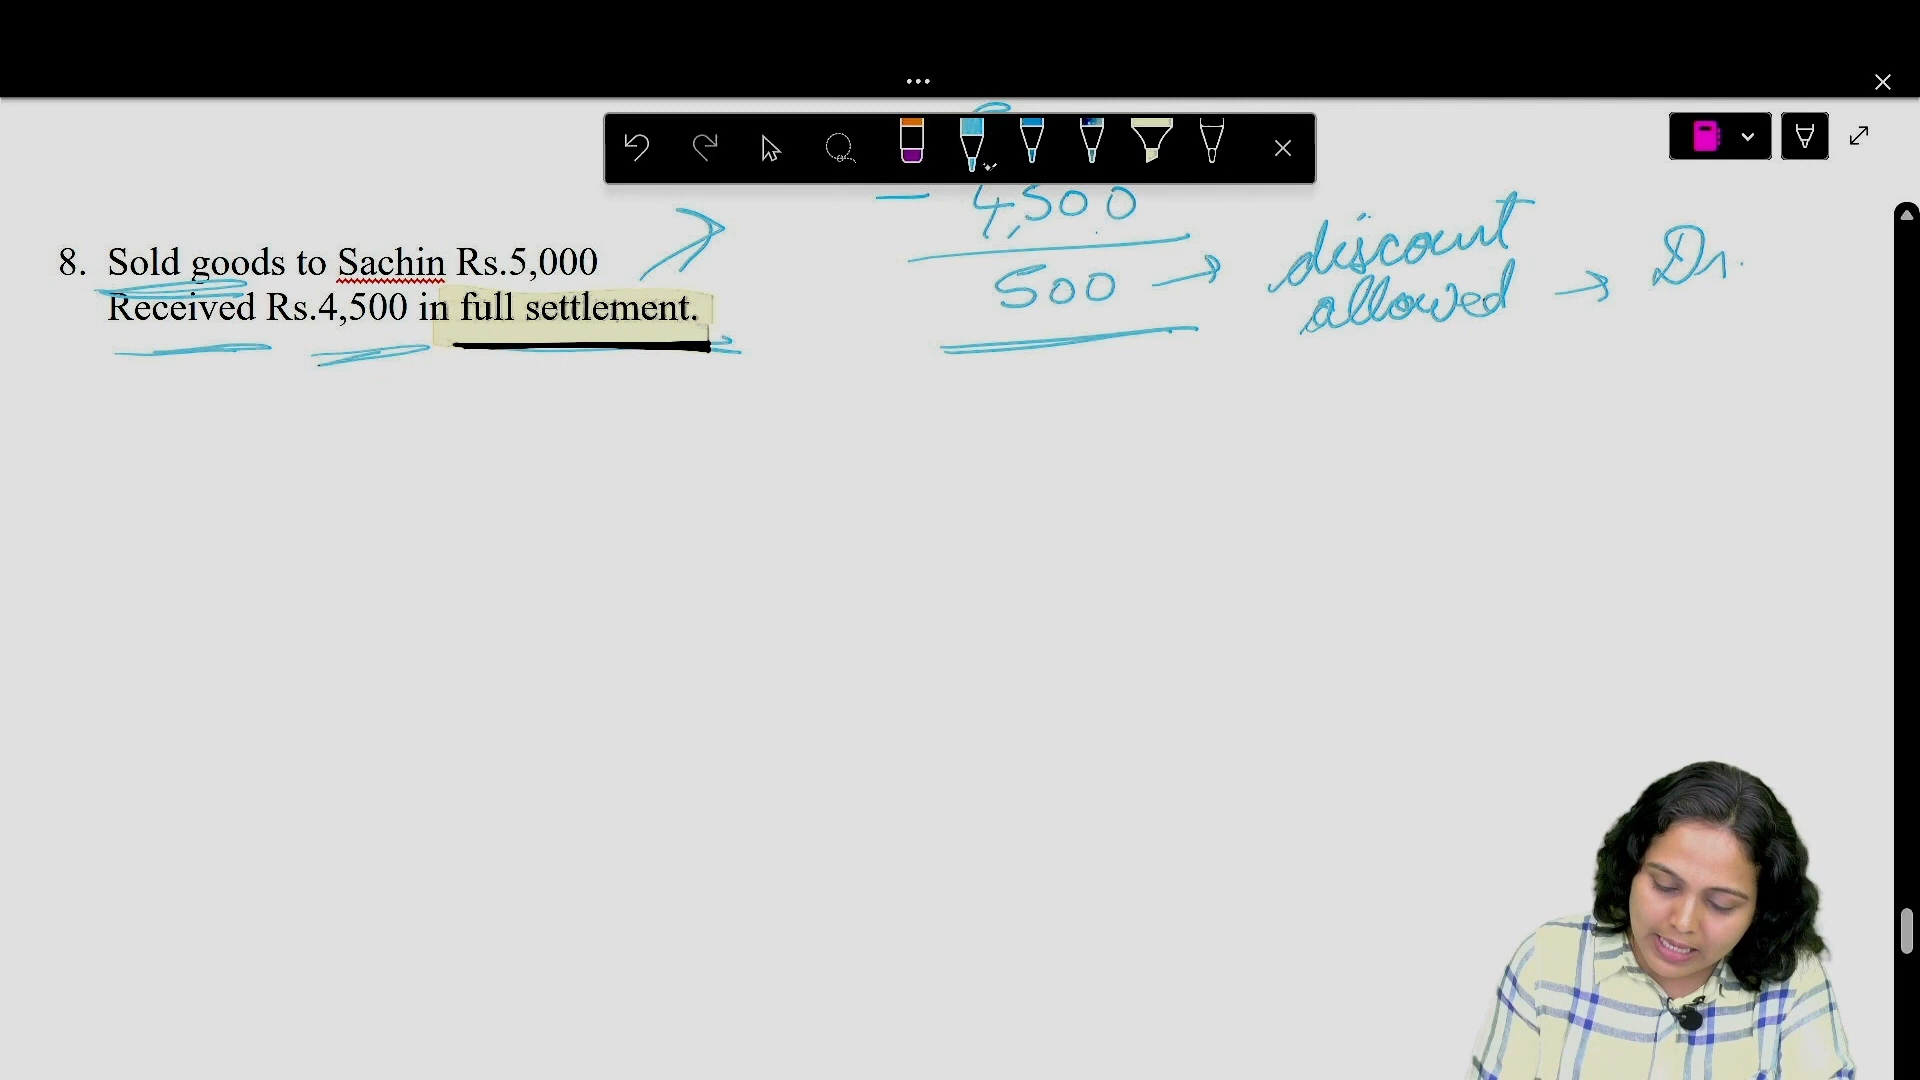 - 4,500
8. Sold goods to Sachin Rs.5,000
discount
500 → allowed → Dr.
Received Rs.4,500 in full settlement.